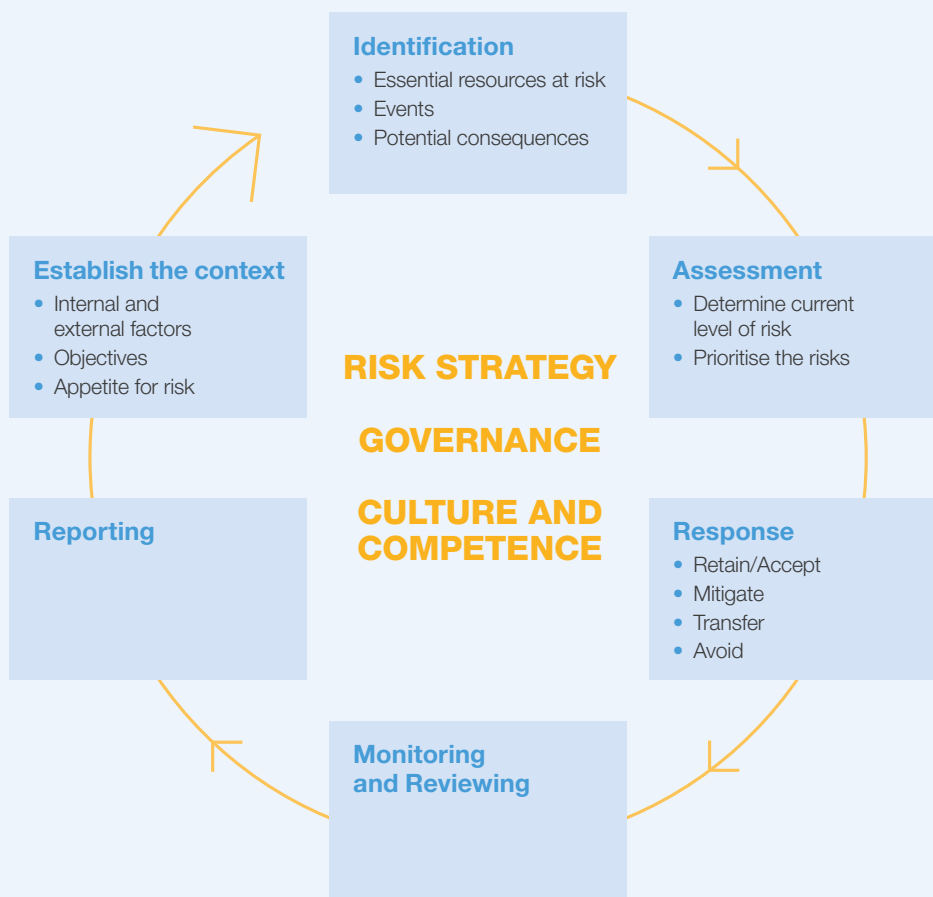 Identification
• Essential resources at risk
• Events
• Potential consequences
Establish the context
• Internal and
external factors
• Objectives
• Appetite for risk
Assessment
• Determine current
level of risk
• Prioritise the risks
RISK STRATEGY
GOVERNANCE
CULTURE AND
COMPETENCE
Reporting
Response
• Retain/Accept
• Mitigate
• Transfer
• Avoid
Monitoring
and Reviewing